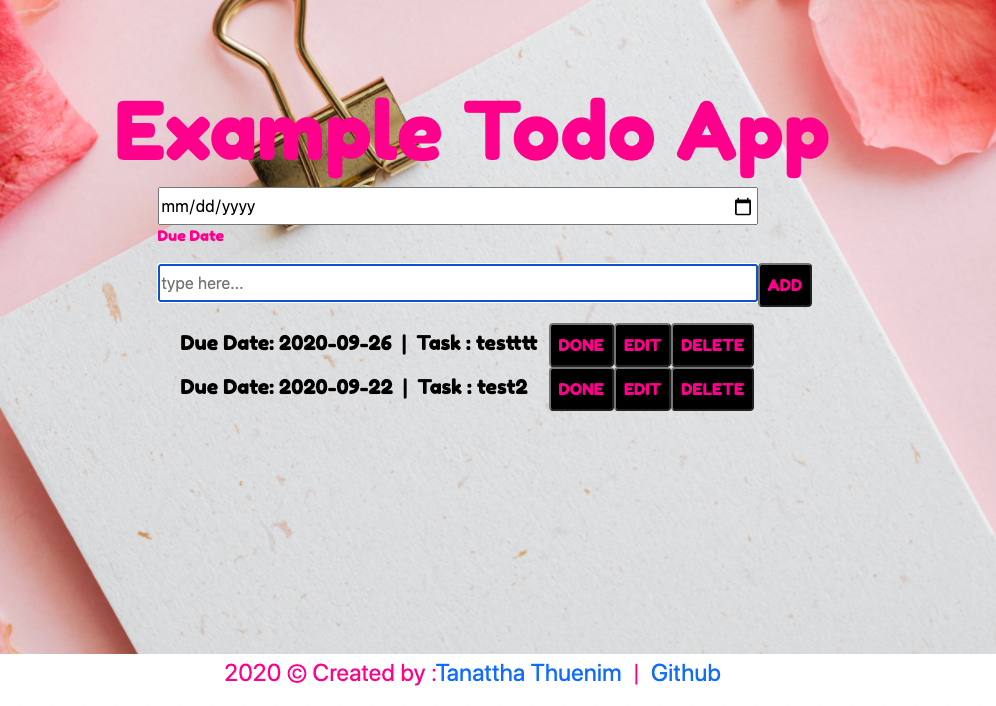 Example Todo App
mm/dd/yyyy
Due Date
type here...
ADD
Due Date: 2020-09-26 | Task : testttt DONE EDIT DELETE
Due Date: 2020-09-22 | Task : test2 DONE EDIT DELETE
2020 © Created by :Tanattha Thuenim | Github